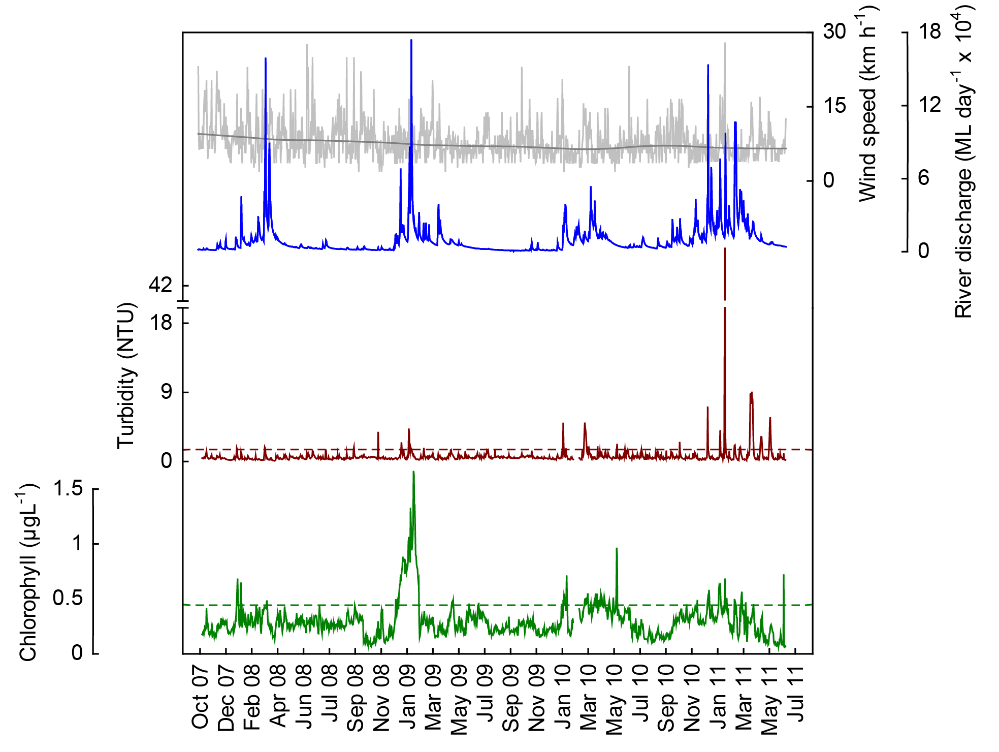 30
15
0
Wind speed (km h-1)
18
12
6
0
River discharge (ML day-1 x 104)
42
18
9
0
Turbidity (NTU)
1.5
1
0.5
0
Chlorophyll (µgL-1)
Oct 07
Dec 07
Feb 08
Apr 08
Jun 08
Jul 08
Sep 08
Nov 08
Jan 09
Mar 09
May 09
Jul 09
Sep 09
Nov 09
Jan 10
Mar 10
May 10
Jul 10
Sep 10
Nov 10
Jan 11
Mar 11
May 11
Jul 11